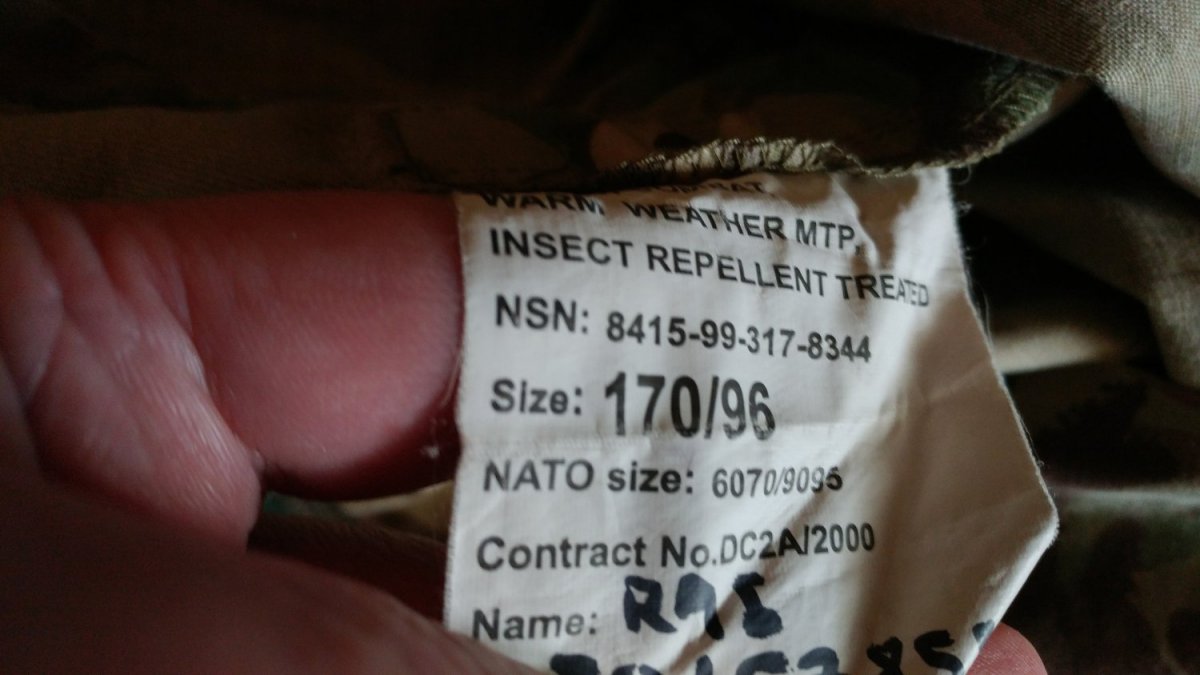 WARM WEATHER MTP,
INSECT REPELLENT TREATED
NSN: 8415-99-317-8344
Size: 170/96
NATO size: 6070/9096
Contract No.DC2A/2000
Name: